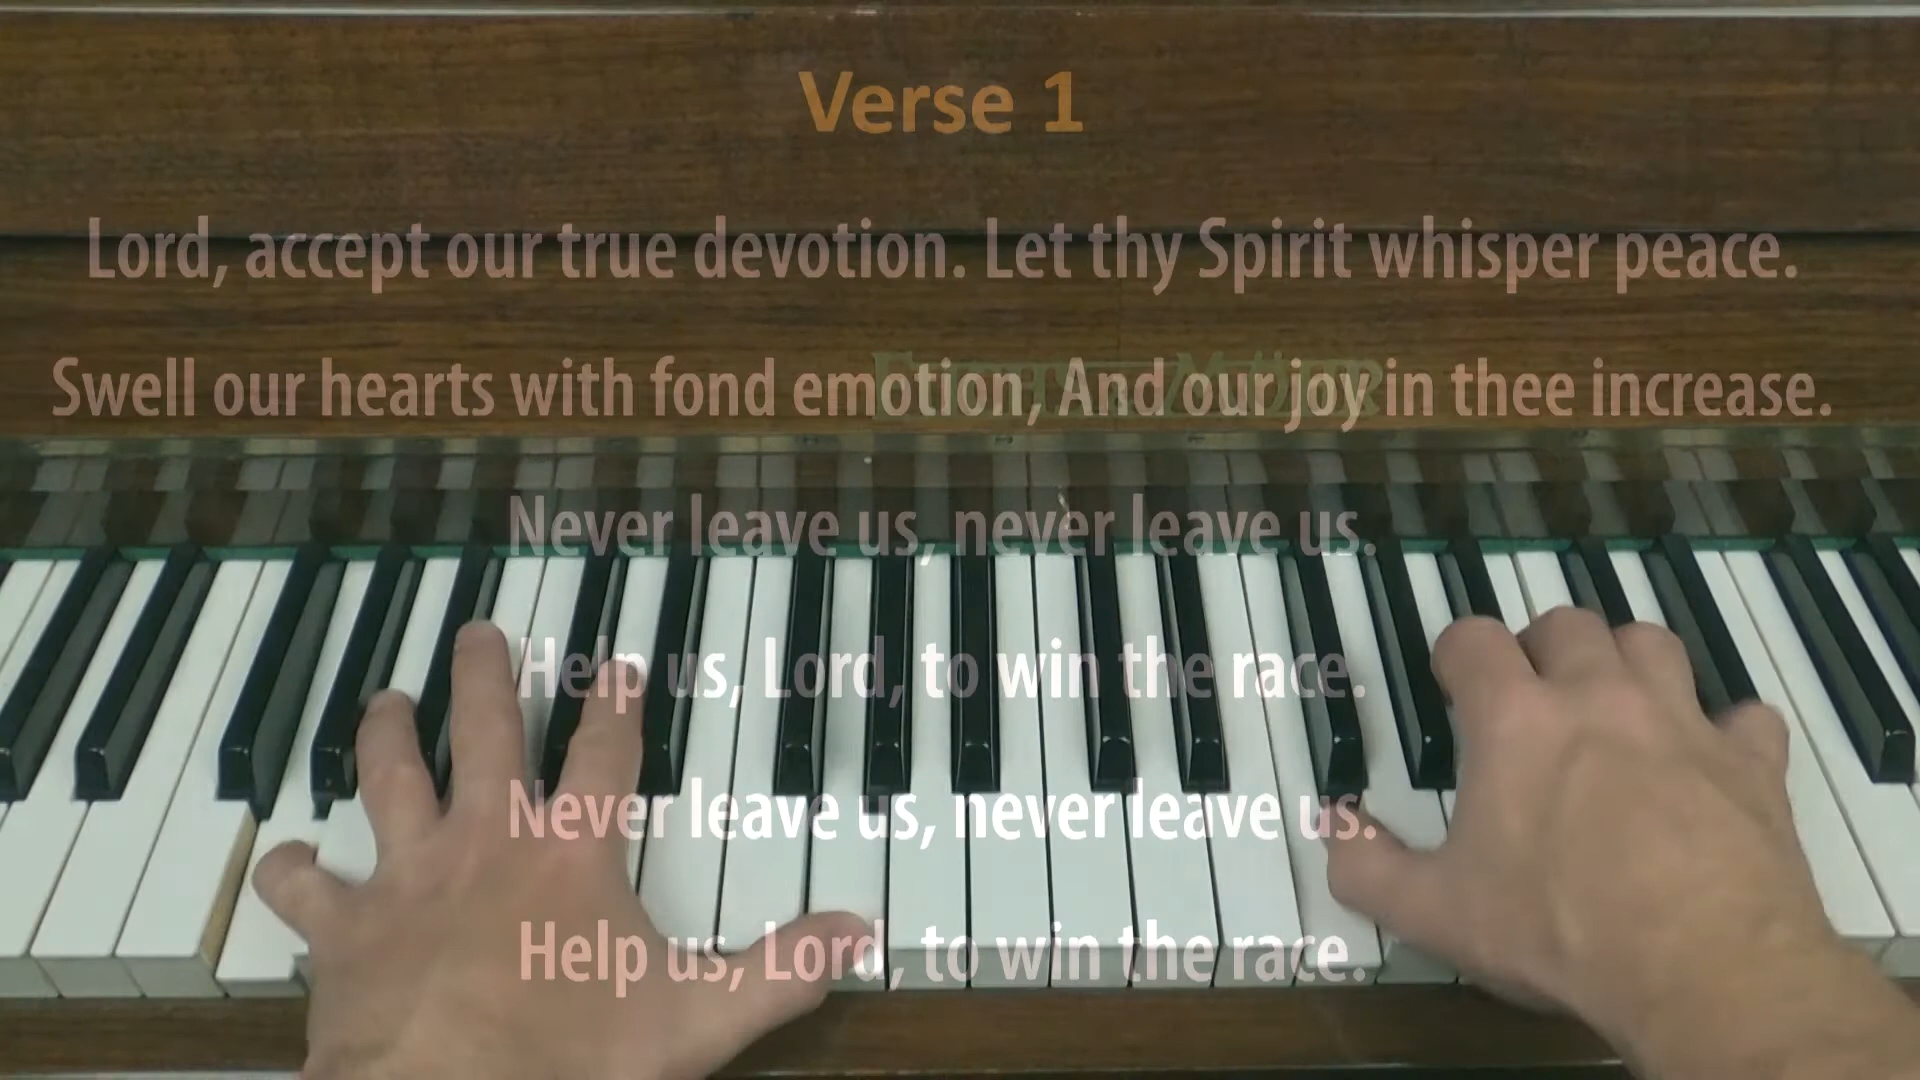 Verse 1
Lord, accept our true devotion. Let thy Spirit whisper peace.
Swell our hearts with fond emotion, And our joy in thee increase.
Never leave us, never leave us.
Help us, Lord, to win the race.
Never leave us, never leave us.
Help us, Lord, to win the race.